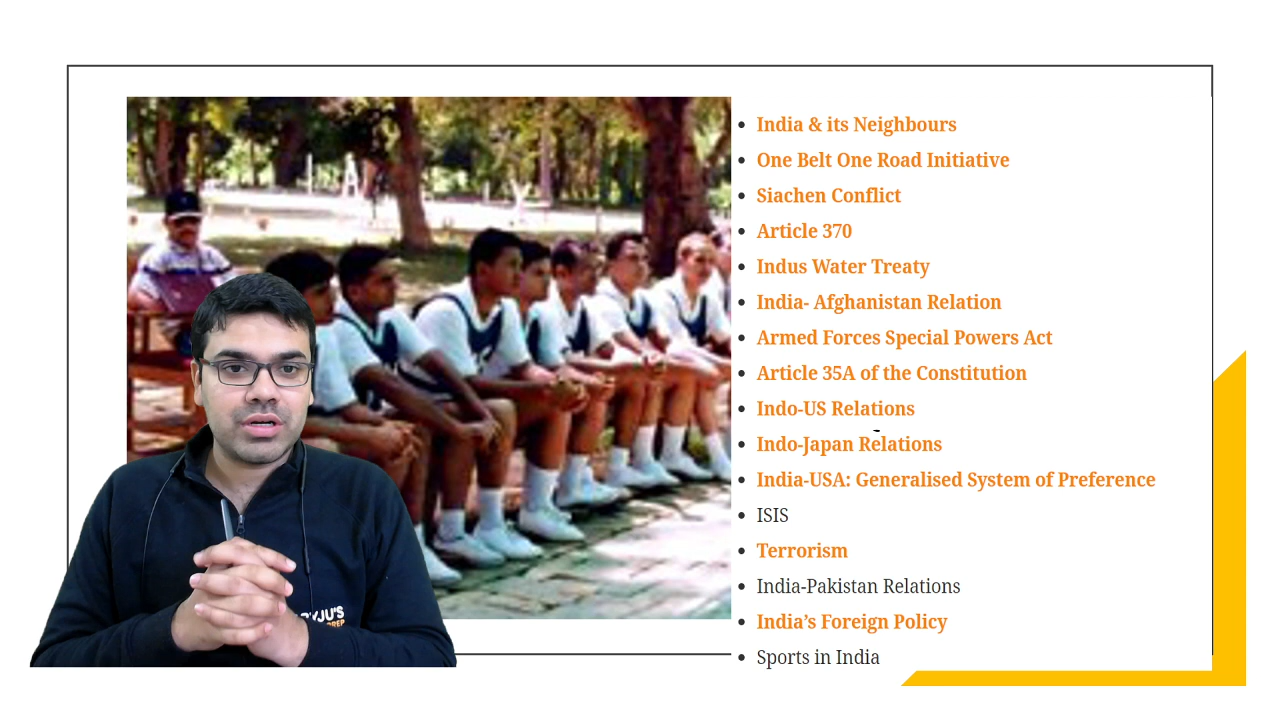 India & its Neighbours
One Belt One Road Initiative
Siachen Conflict
Article 370
Indus Water Treaty
India- Afghanistan Relation
Armed Forces Special Powers Act
Article 35A of the Constitution
Indo-US Relations
Indo-Japan Relations
India-USA: Generalised System of Preference
ISIS
Terrorism
India-Pakistan Relations
India’s Foreign Policy
Sports in India